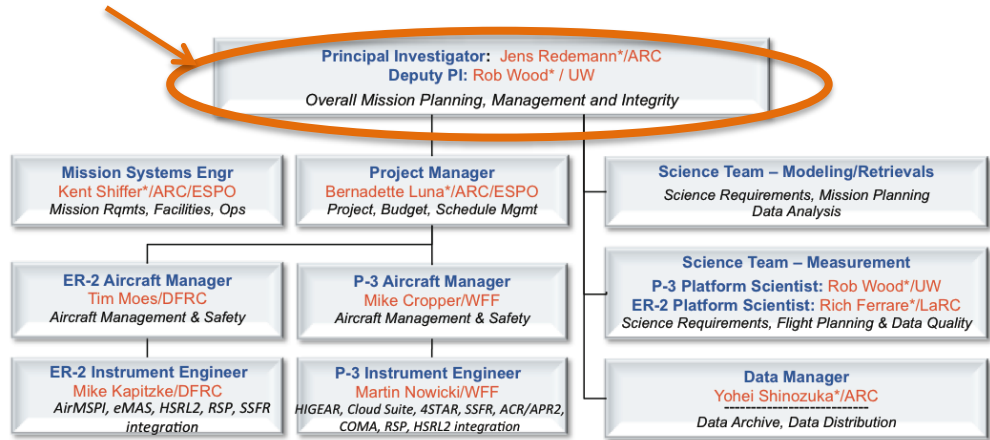 Principal Investigator: Jens Redemann*/ARC
Deputy PI: Rob Wood* / UW
Overall Mission Planning, Management and Integrity
Mission Systems Engr
Kent Shiffer*/ARC/ESPO
Mission Rqmts, Facilities, Ops
Project Manager
Bernadette Luna*/ARC/ESPO
Project, Budget, Schedule Mgmt
Science Team – Modeling/Retrievals
Science Requirements, Mission Planning
Data Analysis
ER-2 Aircraft Manager
Tim Moes/DFRC
Aircraft Management & Safety
P-3 Aircraft Manager
Mike Cropper/WFF
Aircraft Management & Safety
Science Team – Measurement
P-3 Platform Scientist: Rob Wood*/UW
ER-2 Platform Scientist: Rich Ferrare*/LaRC
Science Requirements, Flight Planning & Data Quality
ER-2 Instrument Engineer
Mike Kapitzke/DFRC
AirMSPI, eMAS, HSRL2, RSP, SSFR
integration
P-3 Instrument Engineer
Martin Nowicki/WFF
HIGEAR, Cloud Suite, 4STAR, SSFR, ACR/APR2,
COMA, RSP, HSRL2 integration
Data Manager
Yohei Shinozuka*/ARC
Data Archive, Data Distribution